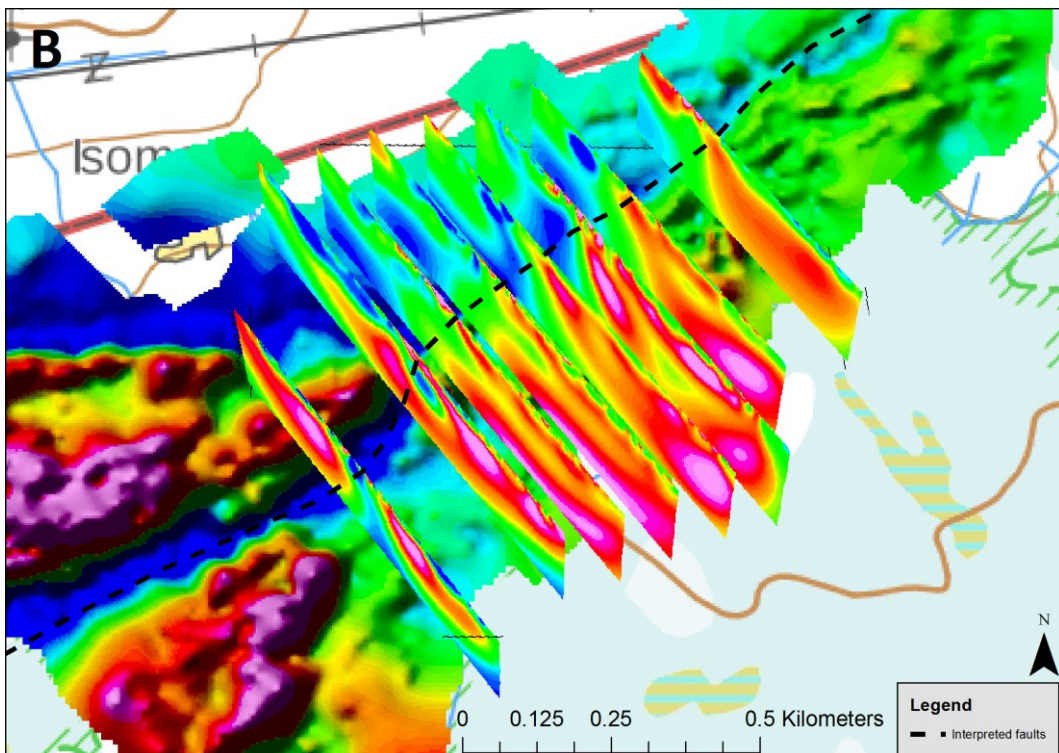 B
N
Isom
N
0 0.125 0.25 0.5 Kilometers
Legend
Interpreted faults